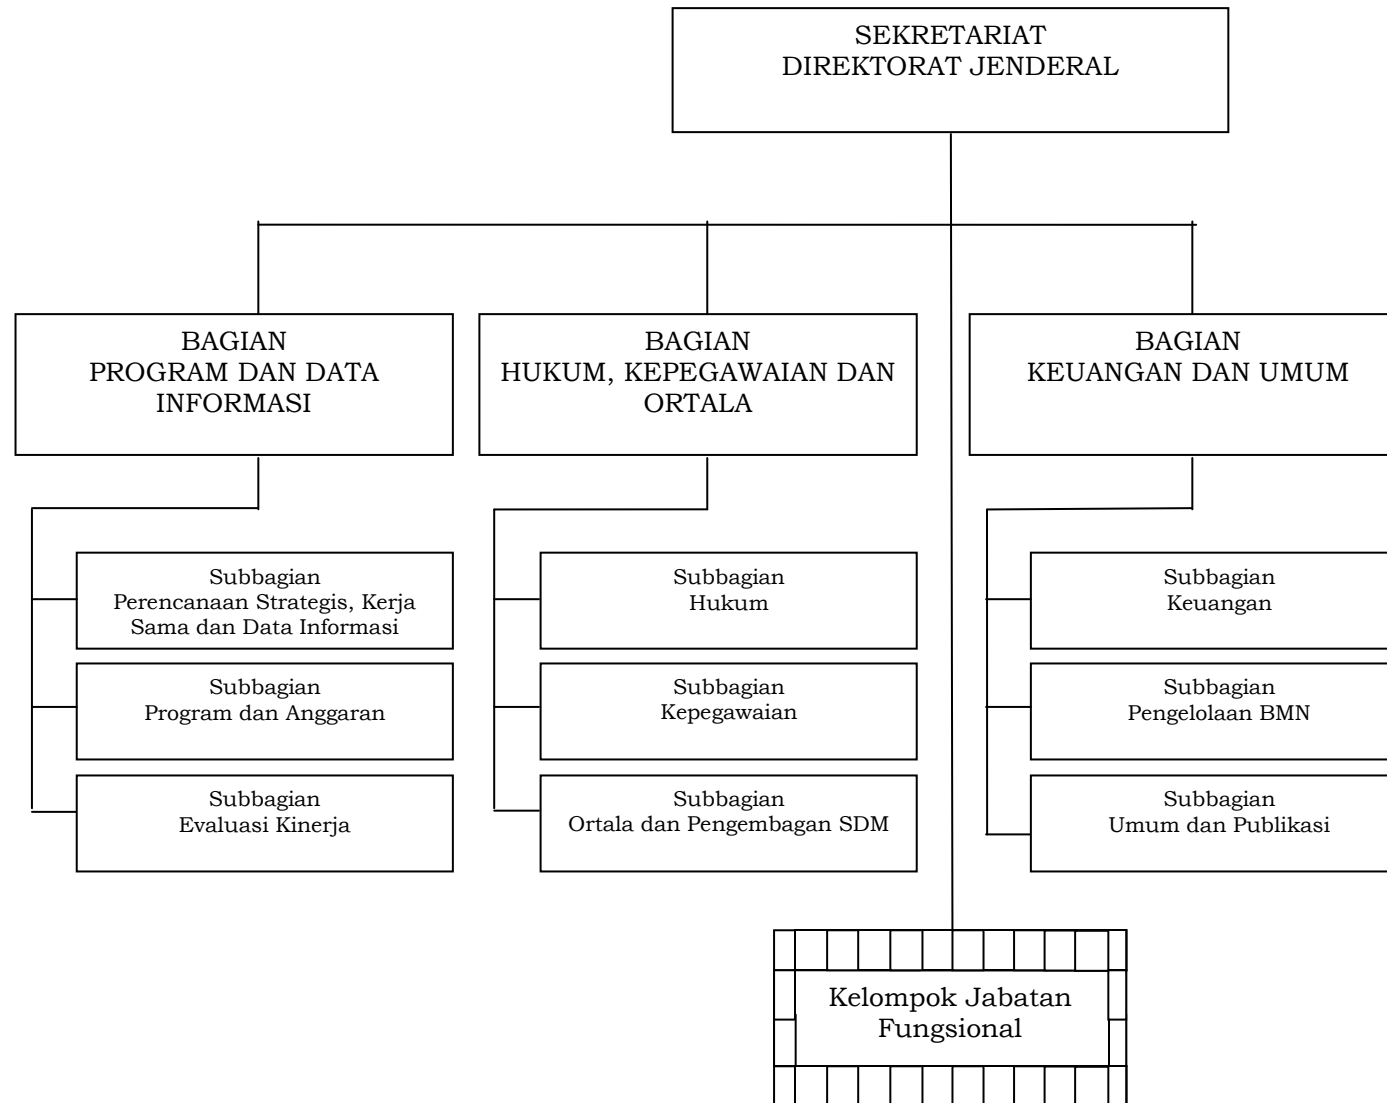 SEKRETARIAT
DIREKTORAT JENDERAL
BAGIAN
PROGRAM DAN DATA
INFORMASI
BAGIAN
HUKUM, KEPEGAWAIAN DAN
ORTALA
BAGIAN
KEUANGAN DAN UMUM
Subbagian
Perencanaan Strategis, Kerja
Sama dan Data Informasi
Subbagian
Program dan Anggaran
Subbagian
Evaluasi Kinerja
Subbagian
Hukum
Subbagian
Kepegawaian
Subbagian
Ortala dan Pengembagan SDM
Subbagian
Keuangan
Subbagian
Pengelolaan BMN
Subbagian
Umum dan Publikasi
Kelompok Jabatan
Fungsional